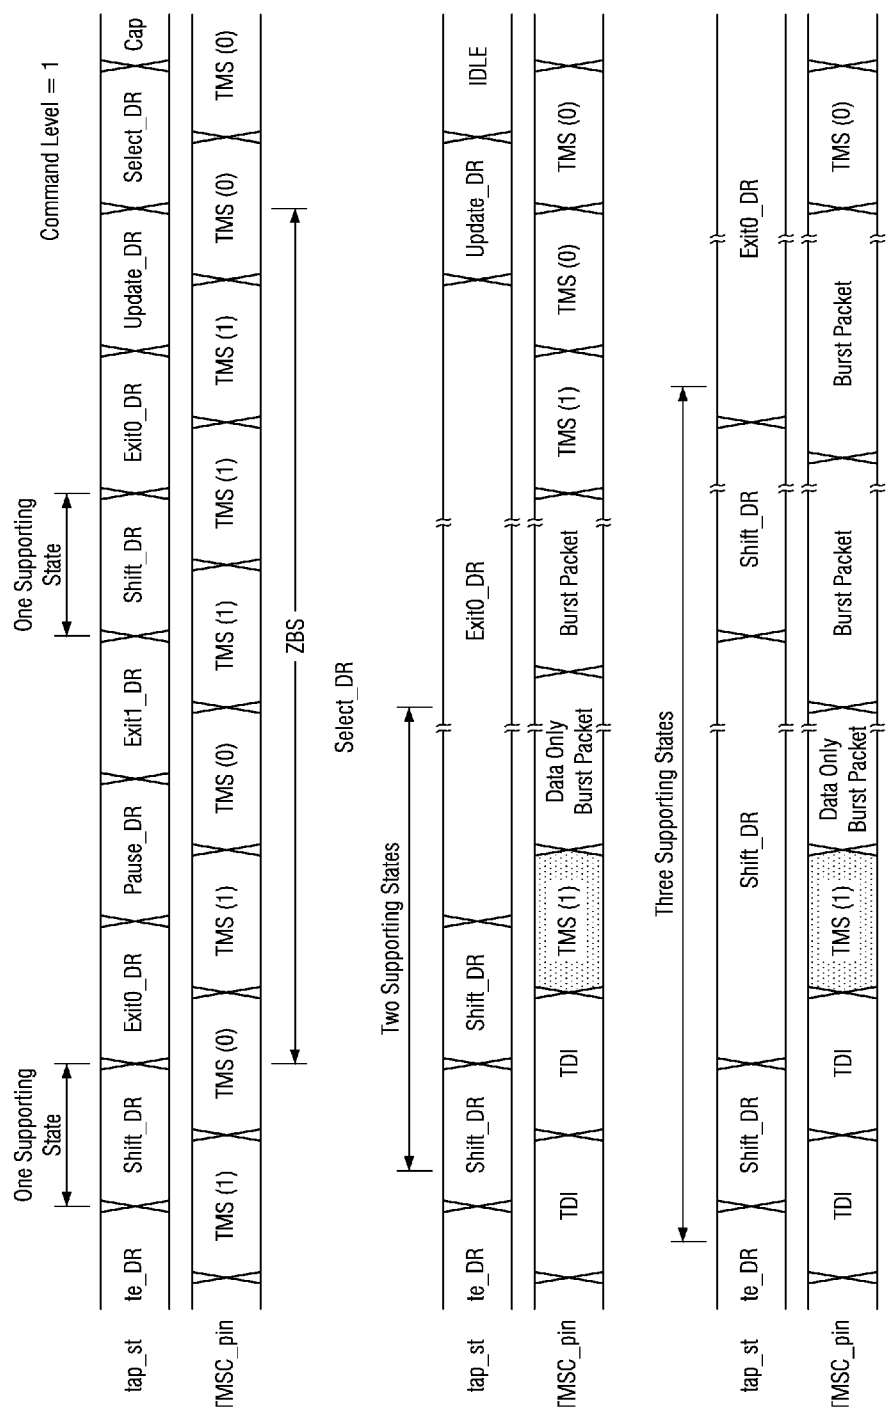 Command Level = 1
One Supporting
State
One Supporting
State
tap_st
te_DR
Shift_DR
Exit0_DR
Pause_DR
Exit1_DR
Shift_DR
Exit0_DR
Update_DR
Select_DR
Cap
TMSC_pin
TMS (1)
TMS (0)
TMS (1)
TMS (0)
TMS (1)
TMS (1)
TMS (1)
TMS (0)
TMS (0)
ZBS
Select_DR
Two Supporting States
tap_st
te_DR
Shift_DR
Shift_DR
Exit0_DR
Update_DR
IDLE
TMSC_pin
TDI
TDI
TMS (1)
Data Only
Burst Packet
Burst Packet
TMS (1)
TMS (0)
TMS (0)
Three Supporting States
tap_st
te_DR
Shift_DR
Shift_DR
Shift_DR
Exit0_DR
TMSC_pin
TDI
TDI
TMS (1)
Data Only
Burst Packet
Burst Packet
Burst Packet
TMS (0)